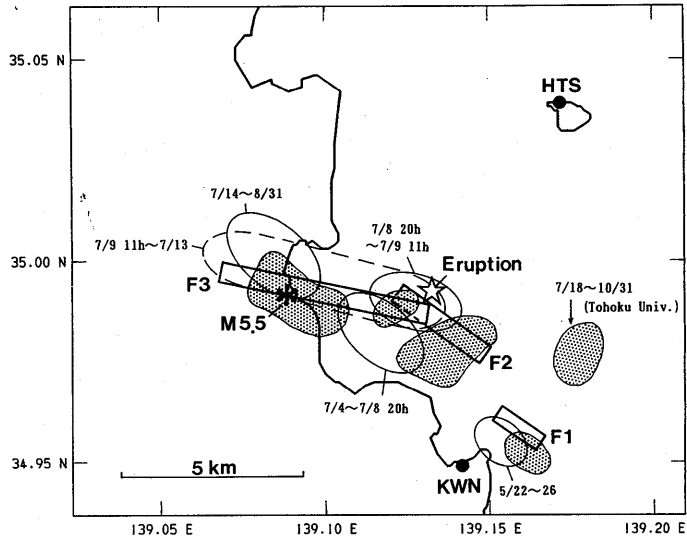 35.05 N
HTS
7/14～8/31
7/8 20h
～7/9 11h
7/9 11h～7/13
35.00 N
Eruption
F3
7/18～10/31
(Tohoku Univ.)
M5.5
F2
7/4～7/8 20h
F1
34.95 N
5 km
KWN
5/22～26
139.05 E
139.10 E
139.15 E
139.20 E